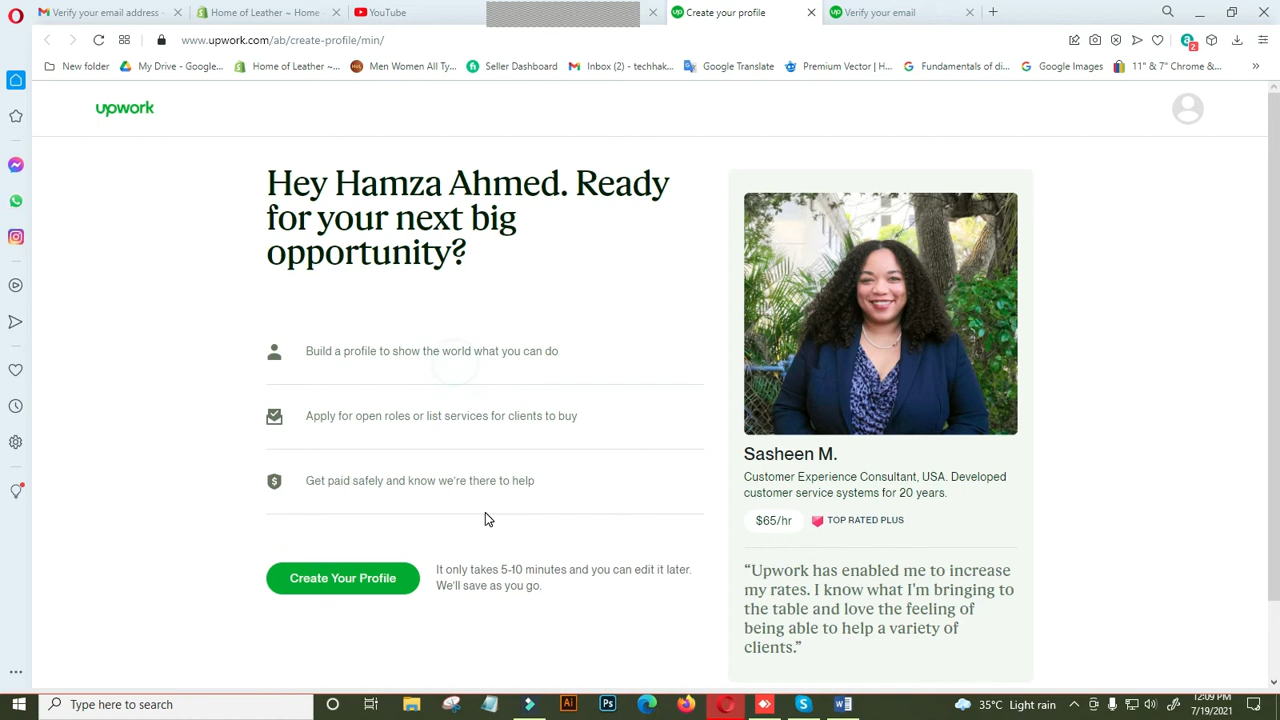 Verify your email address -
Home of Leather ~ Home
YouTube
Create your profile
Verify your email
www.upwork.com/ab/create-profile/min/
2
New folder
My Drive - Google...
Home of Leather ~...
Men Women All Ty...
Seller Dashboard
Inbox (2) - techhak...
Google Translate
Premium Vector | H...
Fundamentals of di...
Google Images
11" & 7" Chrome &...
upwork
Hey Hamza Ahmed. Ready
for your next big
opportunity?
Build a profile to show the world what you can do
Apply for open roles or list services for clients to buy
Get paid safely and know we're there to help
Create Your Profile
It only takes 5-10 minutes and you can edit it later.
We'll save as you go.
Sasheen M.
Customer Experience Consultant, USA. Developed
customer service systems for 20 years.
$65/hr
TOP RATED PLUS
“Upwork has enabled me to increase
my rates. I know what I'm bringing to
the table and love the feeling of
being able to help a variety of
clients.”
Type here to search
Ai
Ps
35°C Light rain
12:09 PM
7/19/2021